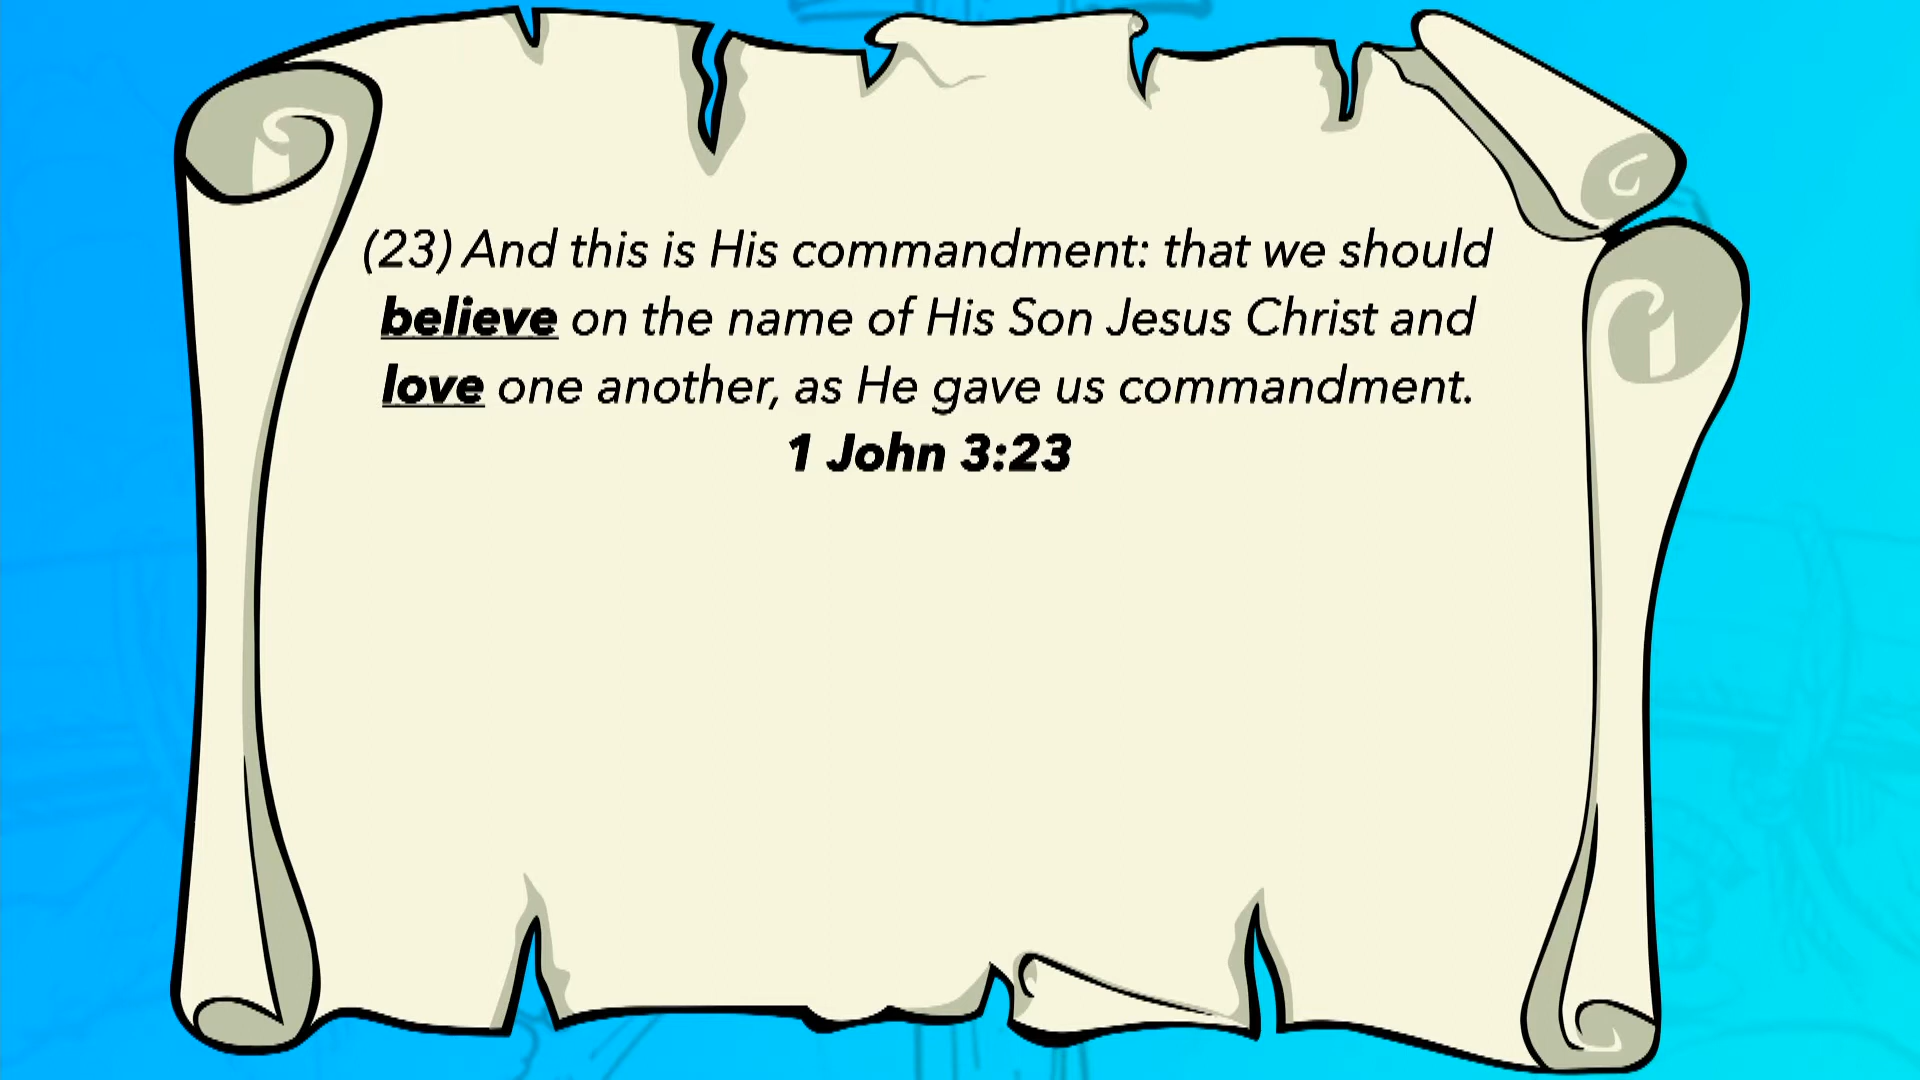 (23) And this is His commandment: that we should
believe on the name of His Son Jesus Christ and
love one another, as He gave us commandment.
1 John 3:23